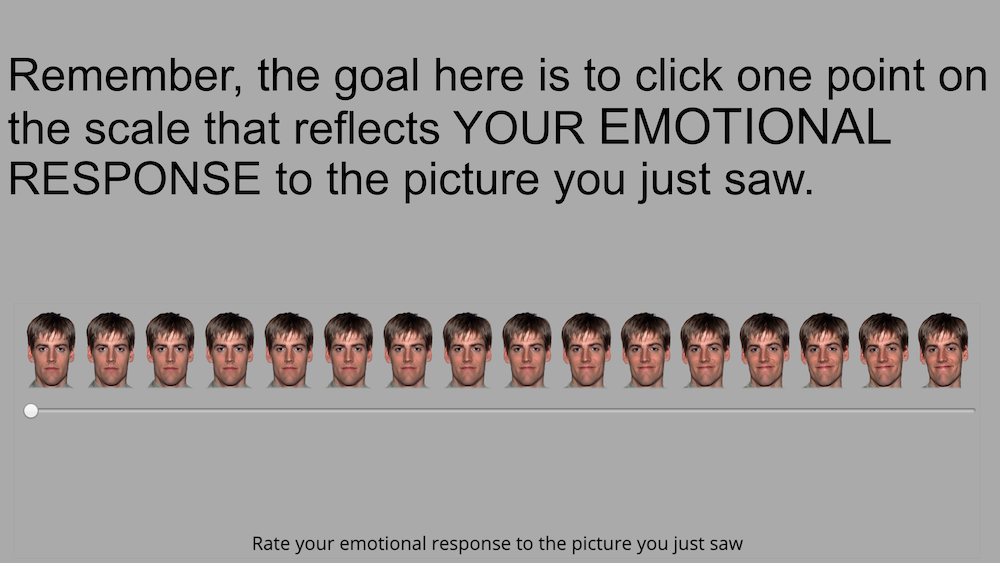 Remember, the goal here is to click one point on
the scale that reflects YOUR EMOTIONAL
RESPONSE to the picture you just saw.
Rate your emotional response to the picture you just saw